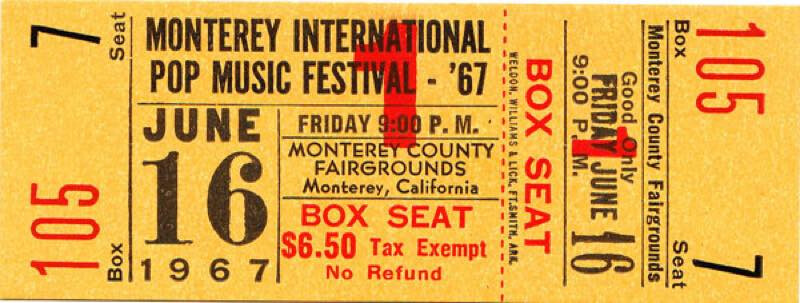 7
Seat
105
Box
MONTEREY INTERNATIONAL
POP MUSIC FESTIVAL - '67
1
JUNE
16
1967
FRIDAY 9:00 P. M.
MONTEREY COUNTY
FAIRGROUNDS
Monterey, California
BOX SEAT
$6.50 Tax Exempt
No Refund
WELDON, WILLIAMS & LICK, FT. SMITH, ARK.
BOX SEAT
9:00 P. M.
FRIDAY JUNE 16
Good Only
1
Monterey County Fairgrounds
Box
105
Seat
7